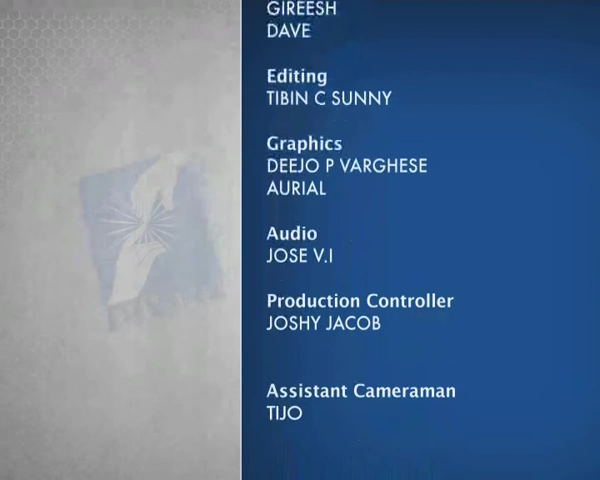 GIREESH
DAVE
Editing
TIBIN C SUNNY
Graphics
DEEJO P VARGHESE
AURIAL
Audio
JOSE V.I
Production Controller
JOSHY JACOB
Assistant Cameraman
TIJO